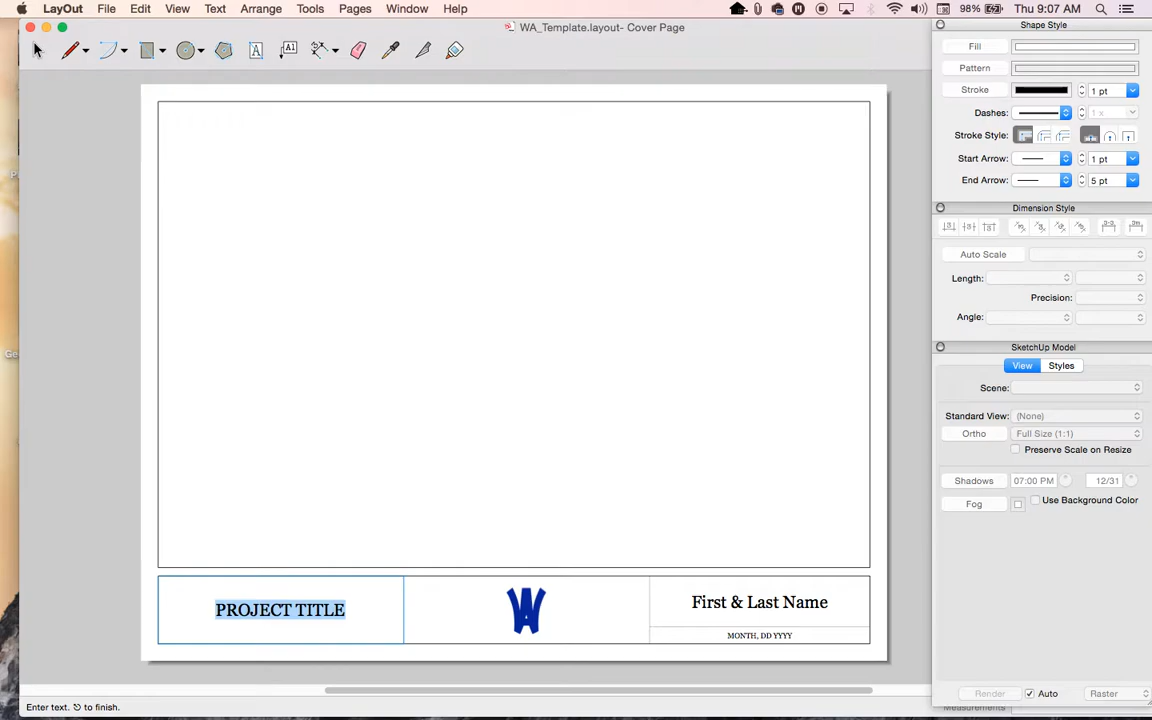 LayOut File Edit View Text Arrange Tools Pages Window Help 98% Thu 9:07 AM
WA_Template.layout- Cover Page
Shape Style
Fill
Pattern
Stroke 1 pt
Dashes: 1 x
Stroke Style:
Start Arrow: 1 pt
End Arrow: 5 pt
Dimension Style
Auto Scale
Length:
Precision:
Angle:
SketchUp Model
View Styles
Scene:
Standard View: (None)
Ortho Full Size (1:1)
Preserve Scale on Resize
Shadows 07:00 PM 12/31
Fog Use Background Color
PROJECT TITLE
WA
First & Last Name
MONTH, DD YYYY
Render Auto Raster
Measurements
Enter text. ⎋ to finish.